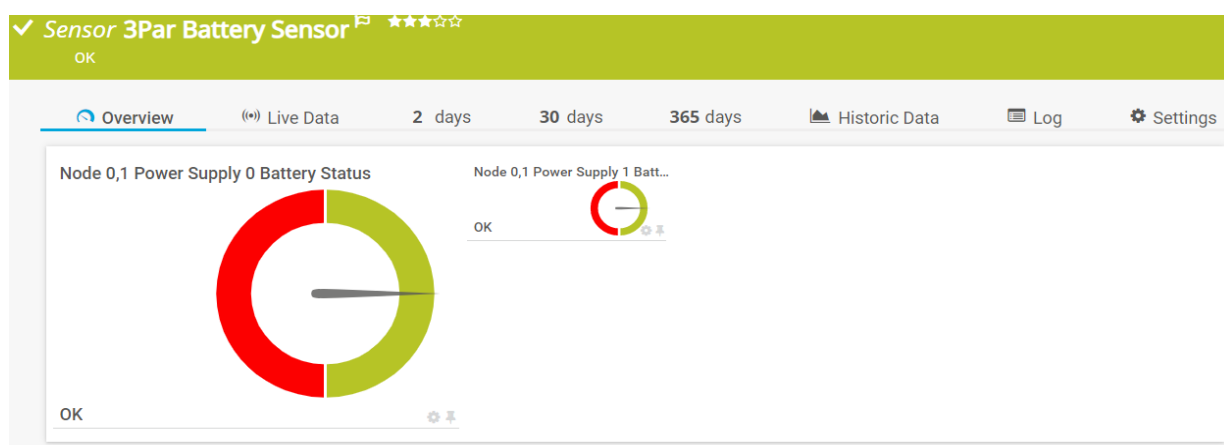 Sensor 3Par Battery Sensor
OK
Overview
Live Data
2 days
30 days
365 days
Historic Data
Log
Settings
Node 0,1 Power Supply 0 Battery Status
OK
Node 0,1 Power Supply 1 Batt...
OK